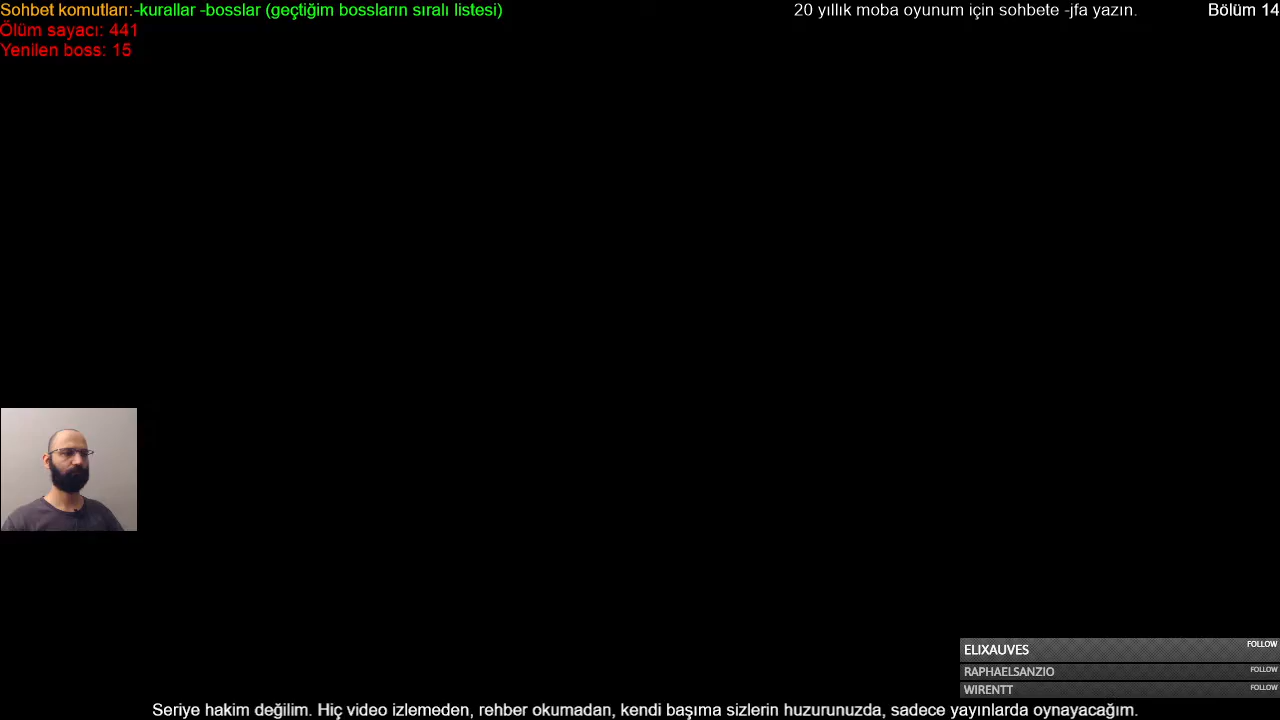 Sohbet komutları:-kurallar -bosslar (geçtiğim bossların sıralı listesi)
20 yıllık moba oyunum için sohbete -jfa yazın.
Bölüm 14
Ölüm sayacı: 441
Yenilen boss: 15
ELIXAUVES FOLLOW
RAPHAELSANZIO FOLLOW
WIRENTT FOLLOW
Seriye hakim değilim. Hiç video izlemeden, rehber okumadan, kendi başıma sizlerin huzurunuzda, sadece yayınlarda oynayacağım.